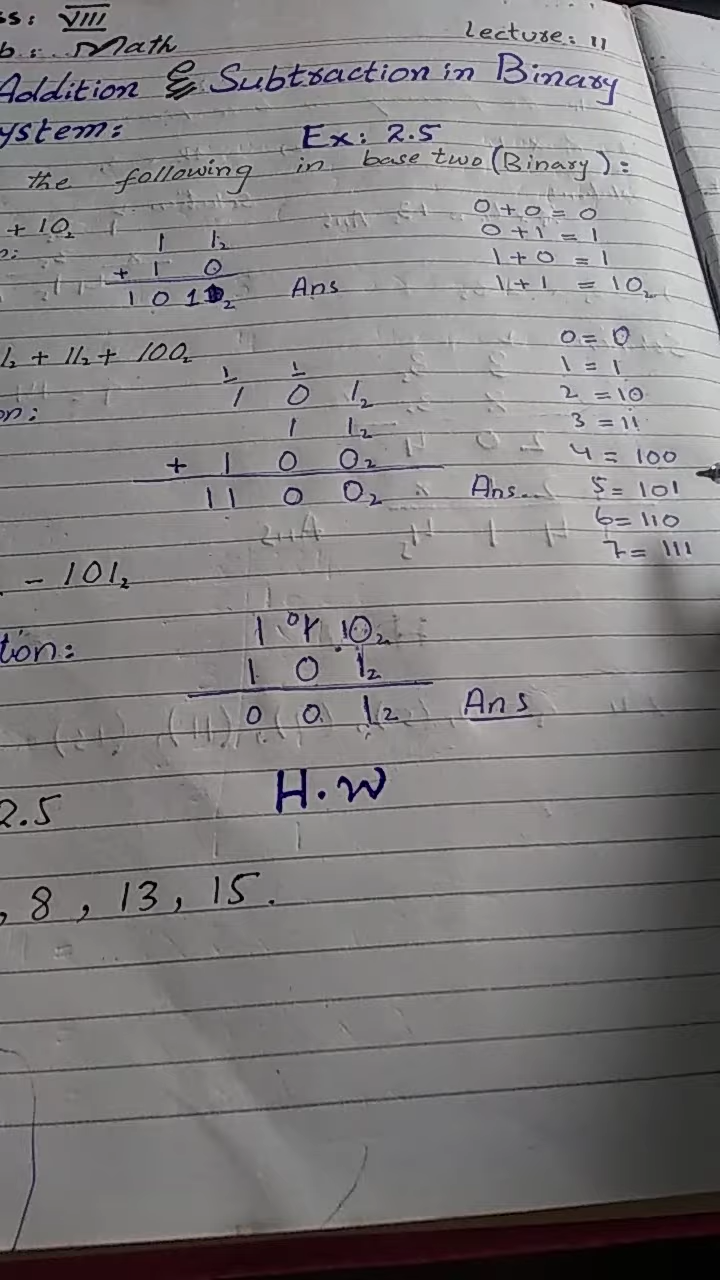 ss: VIII
b: Math
Lecture: 11
Addition & Subtraction in Binary
ystem:
Ex: 2.5
the following in base two (Binary):
+ 10₂
n:
1 1₂
+ 1 0
1 0 1₂ Ans
0 + 0 = 0
0 + 1 = 1
1 + 0 = 1
1 + 1 = 10₂
1₂ + 11₂ + 100₂
on:
1 1
1 0 1₂
1 1₂
+ 1 0 0₂
11 0 0₂ Ans.
0 = 0
1 = 1
2 = 10
3 = 11
4 = 100
5 = 101
6 = 110
7 = 111
- 101₂
tion:
1 0 10₂
1 0 1₂
0 0 1₂ Ans
H.W
2.5
, 8, 13, 15.